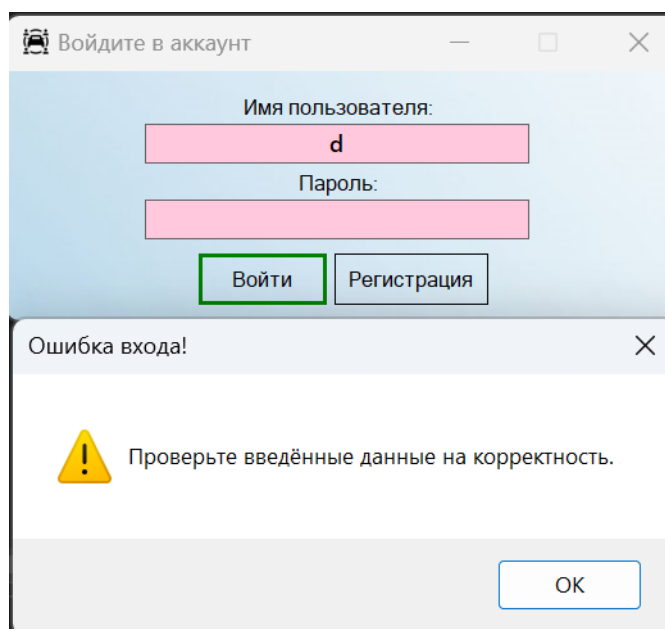 Войдите в аккаунт
Имя пользователя:
d
Пароль:
Войти
Регистрация
Ошибка входа!
Проверьте введённые данные на корректность.
OK